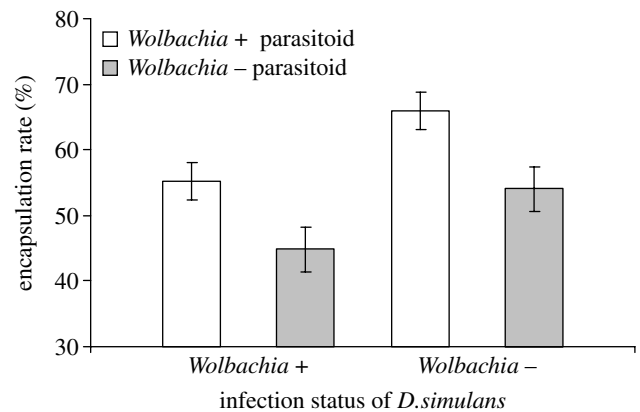 80
70
60
50
40
30
encapsulation rate (%)
Wolbachia + parasitoid
Wolbachia – parasitoid
Wolbachia +
Wolbachia –
infection status of D.simulans